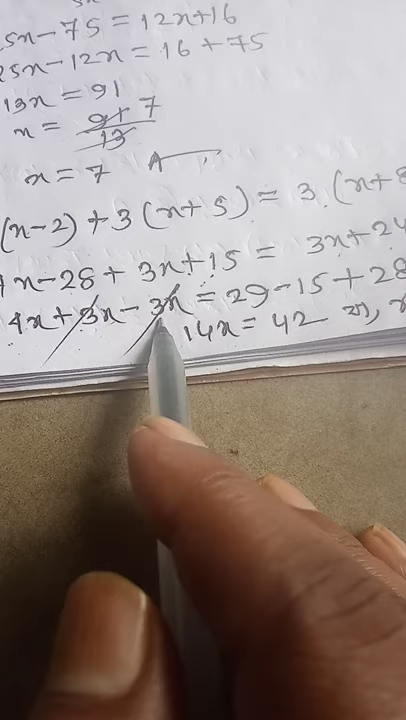 5x - 75 = 12x + 16
25x - 12x = 16 + 75
13x = 91
x = 91 7 / 13
x = 7 A
(x - 2) + 3 (x + 5) = 3 (x + 8
x - 28 + 3x + 15 = 3x + 24
4x + 3x - 3x = 29 - 15 + 28
14x = 42 বা,